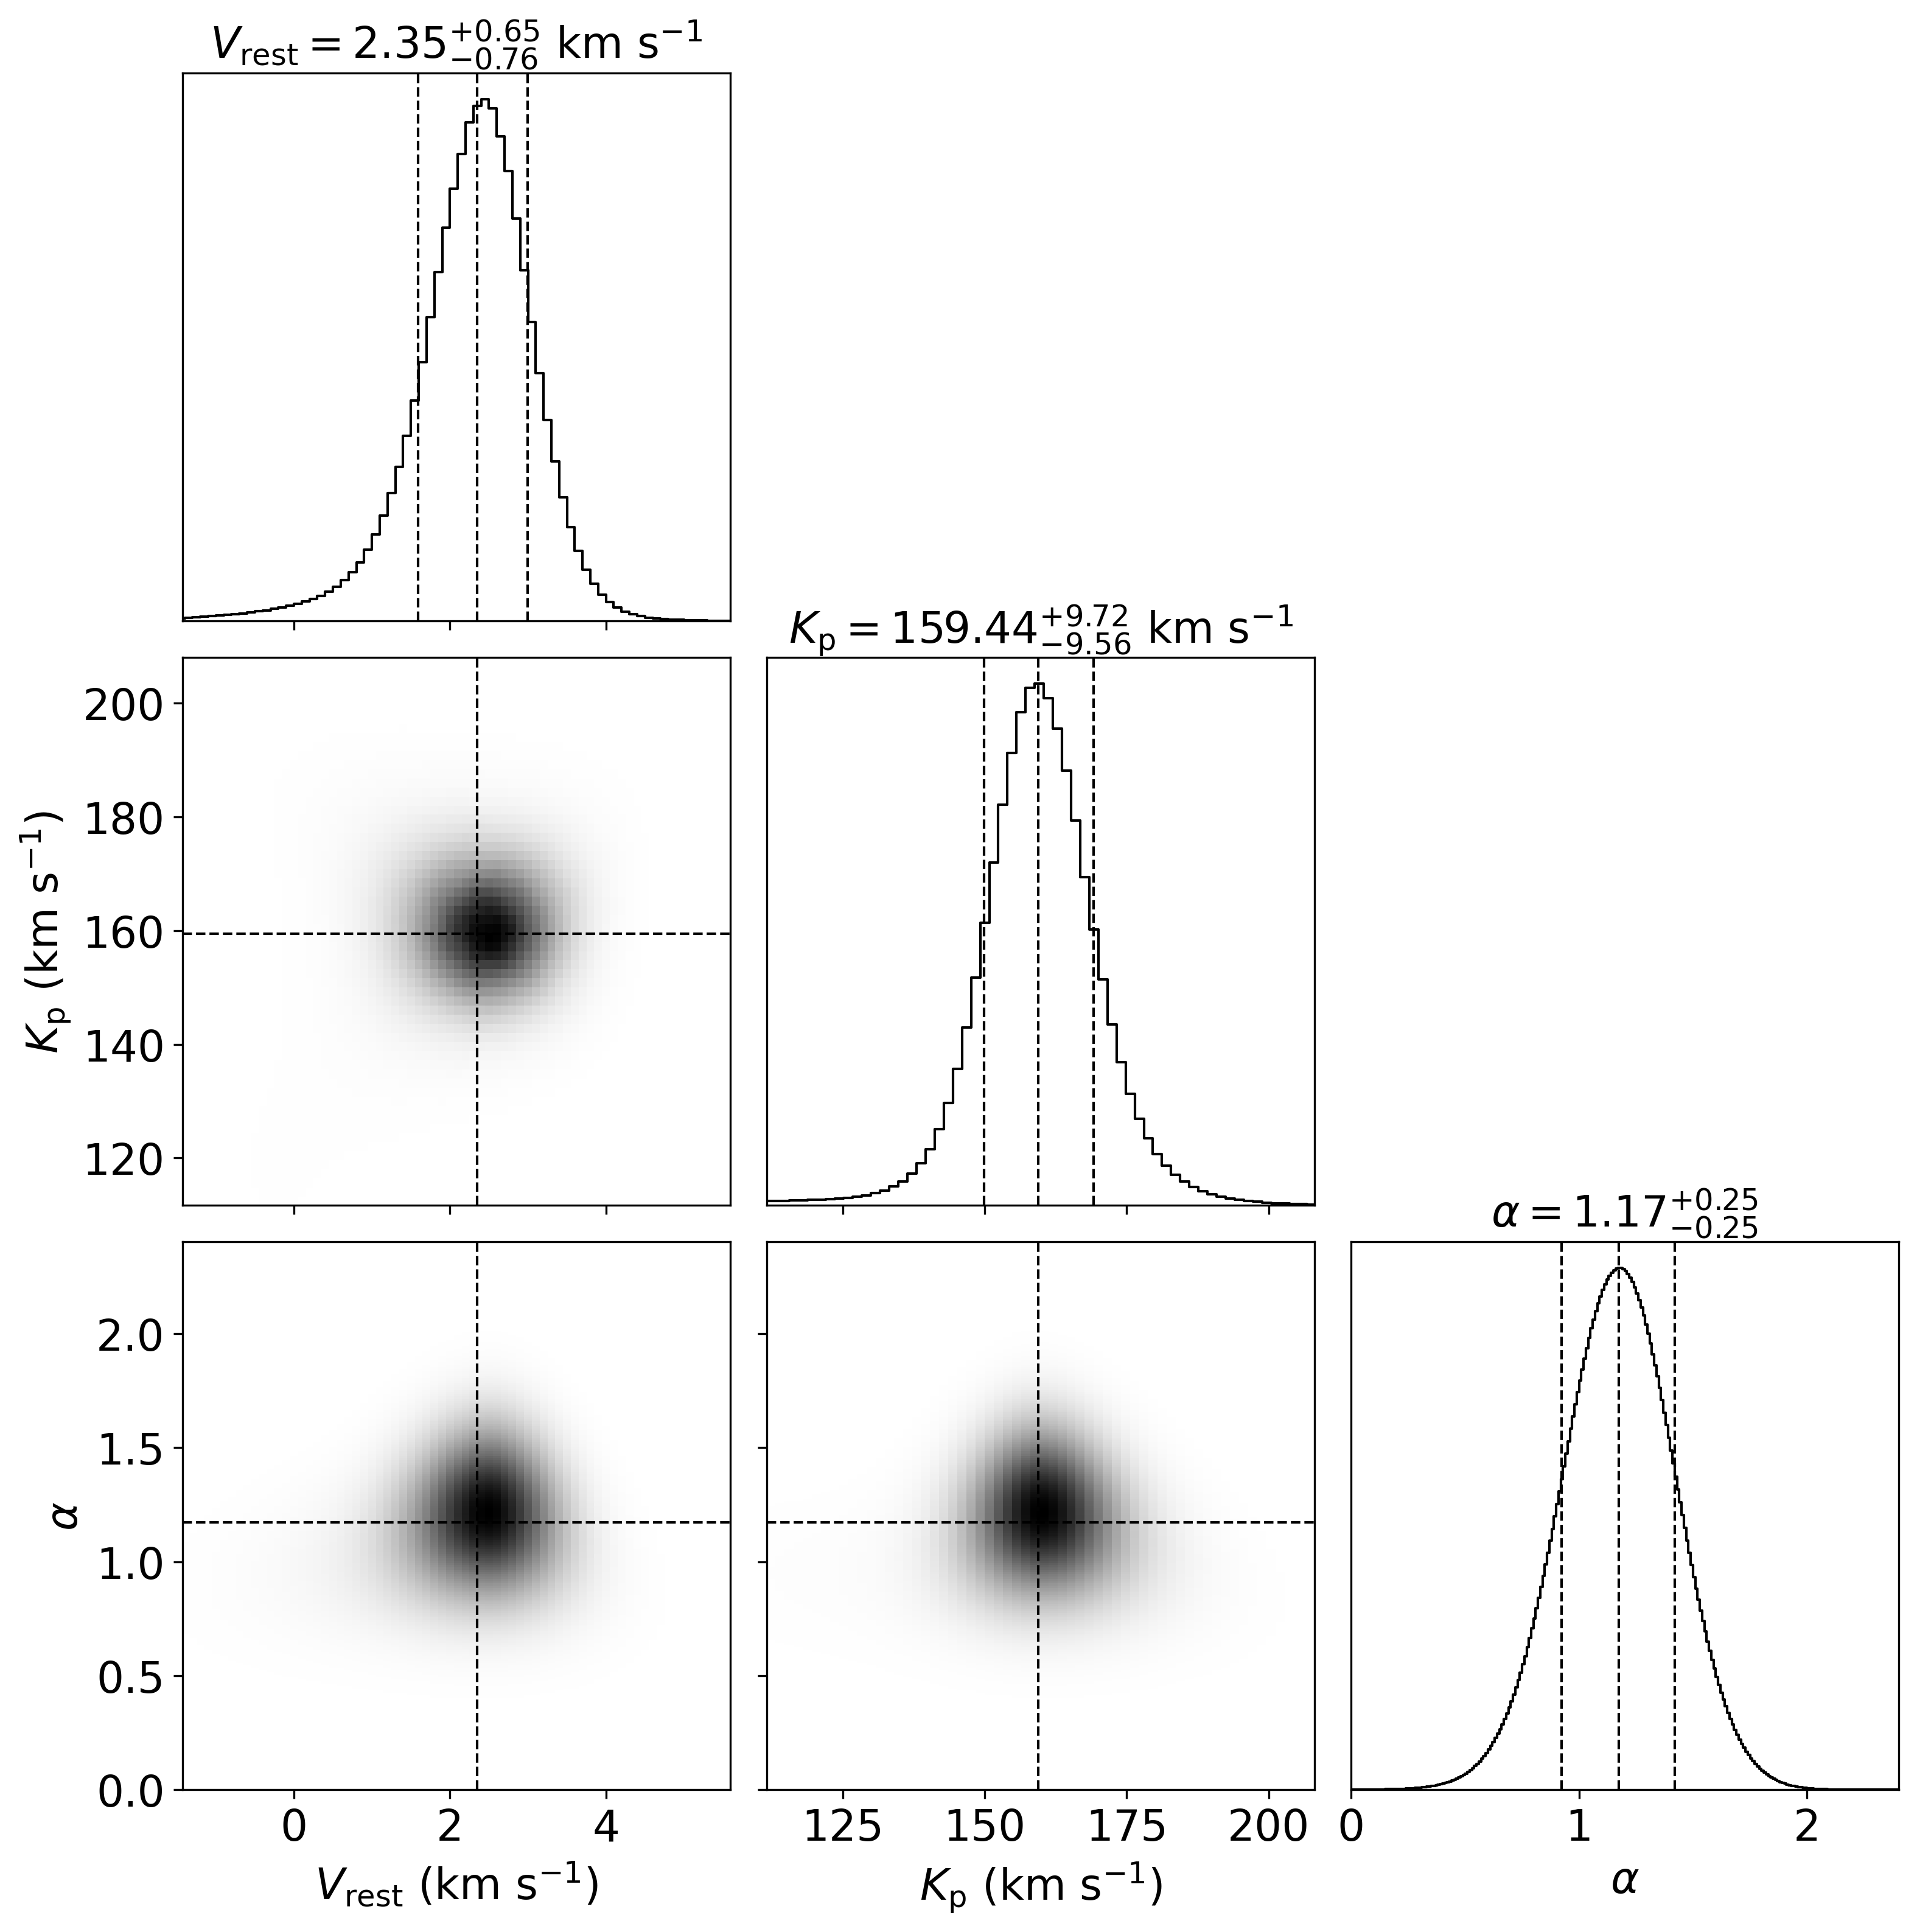 V_rest = 2.35 +0.65 −0.76 km s⁻¹
K_p = 159.44 +9.72 −9.56 km s⁻¹
200
180
160
140
120
K_p (km s⁻¹)
α = 1.17 +0.25 −0.25
2.0
1.5
1.0
0.5
0.0
α
0 2 4
V_rest (km s⁻¹)
125 150 175 200
K_p (km s⁻¹)
0 1 2
α